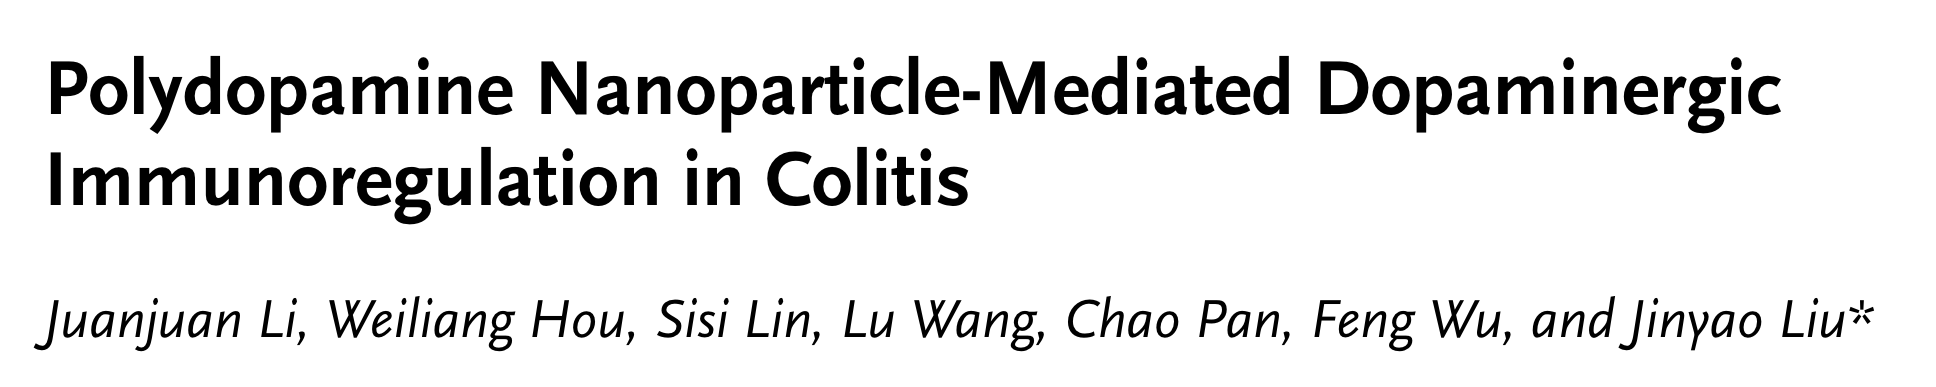 Polydopamine Nanoparticle-Mediated Dopaminergic
Immunoregulation in Colitis
Juanjuan Li, Weiliang Hou, Sisi Lin, Lu Wang, Chao Pan, Feng Wu, and Jinyao Liu*